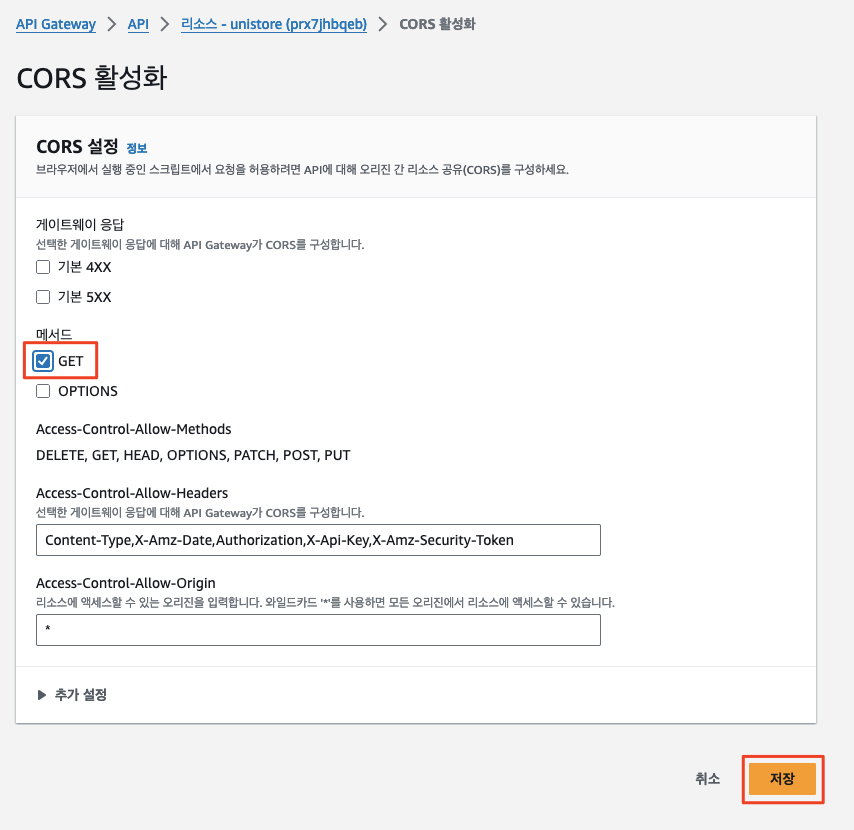 API Gateway > API > 리소스 - unistore (prx7jhbqeb) > CORS 활성화
CORS 활성화
CORS 설정 정보
브라우저에서 실행 중인 스크립트에서 요청을 허용하려면 API에 대해 오리진 간 리소스 공유(CORS)를 구성하세요.
게이트웨이 응답
선택한 게이트웨이 응답에 대해 API Gateway가 CORS를 구성합니다.
기본 4XX
기본 5XX
메서드
GET
OPTIONS
Access-Control-Allow-Methods
DELETE, GET, HEAD, OPTIONS, PATCH, POST, PUT
Access-Control-Allow-Headers
선택한 게이트웨이 응답에 대해 API Gateway가 CORS를 구성합니다.
Content-Type,X-Amz-Date,Authorization,X-Api-Key,X-Amz-Security-Token
Access-Control-Allow-Origin
리소스에 액세스할 수 있는 오리진을 입력합니다. 와일드카드 '*'를 사용하면 모든 오리진에서 리소스에 액세스할 수 있습니다.
*
추가 설정
취소 저장